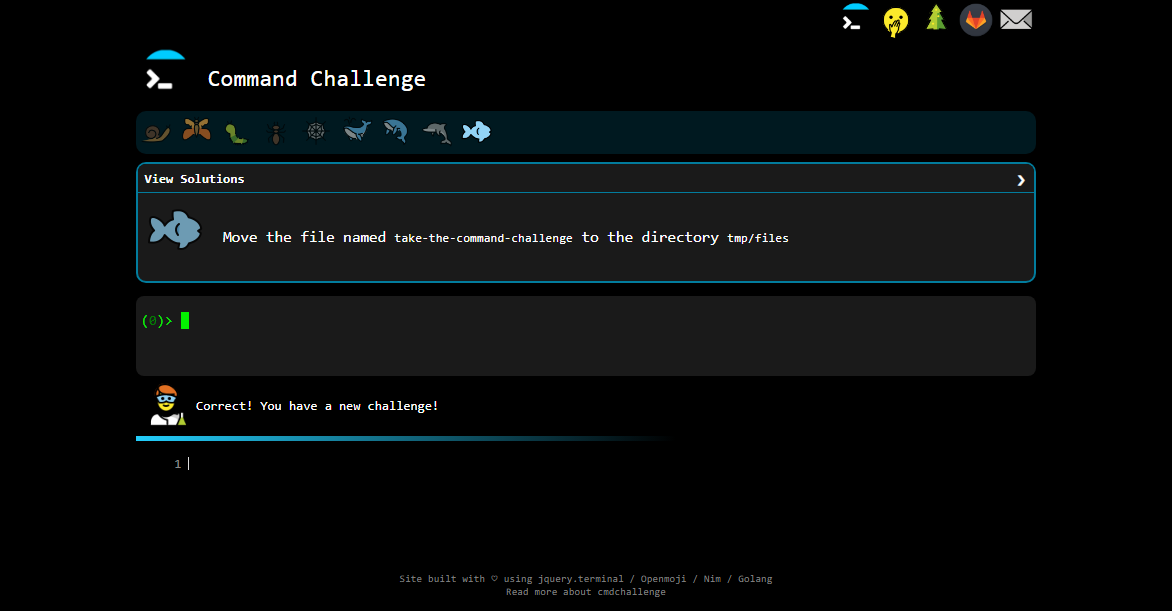 Command Challenge
View Solutions
Move the file named take-the-command-challenge to the directory tmp/files
(0)>
Correct! You have a new challenge!
1
Site built with ♡ using jquery.terminal / Openmoji / Nim / Golang
Read more about cmdchallenge